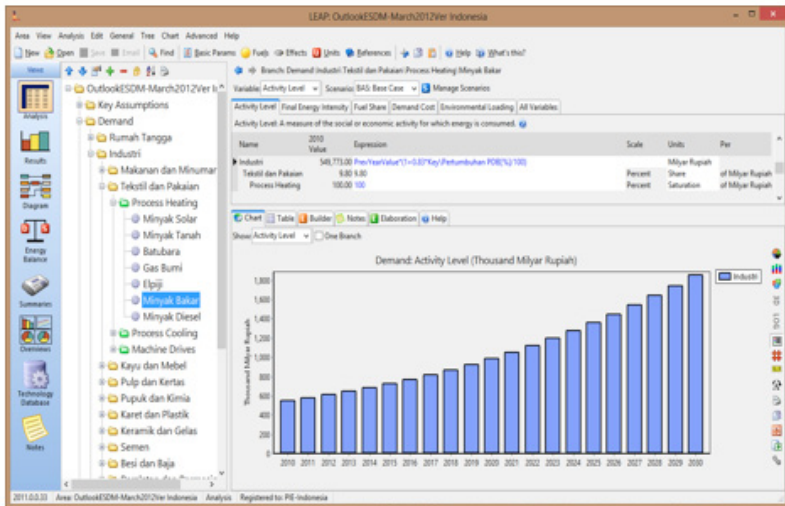 LEAP: OutlookESDM-March2012Ver Indonesia
Area View Analysis Edit General Tree Chart Advanced Help
New Open Save Email Find Basic Params Fuels Effects Units References Help What's this?
Views
Analysis
Results
Diagram
Energy Balance
Summaries
Overviews
Technology Database
Notes
OutlookESDM-March2012Ver I
Key Assumptions
Demand
Rumah Tangga
Industri
Makanan dan Minumar
Tekstil dan Pakaian
Process Heating
Minyak Solar
Minyak Tanah
Batubara
Gas Bumi
Elpiji
Minyak Bakar
Minyak Diesel
Process Cooling
Machine Drives
Kayu dan Mebel
Pulp dan Kertas
Pupuk dan Kimia
Karet dan Plastik
Keramik dan Gelas
Semen
Besi dan Baja
Branch: Demand\Industri\Tekstil dan Pakaian\Process Heating\Minyak Bakar
Variable: Activity Level Scenario: BAS: Base Case Manage Scenarios
Activity Level Final Energy Intensity Fuel Share Demand Cost Environmental Loading All Variables
Activity Level: A measure of the social or economic activity for which energy is consumed.
Name 2010 Value Expression Scale Units Per
Industri 549,773.00 PrevYearValue*(1+0.83*Key\Pertumbuhan PDB[%]/100) Milyar Rupiah
Tekstil dan Pakaian 9.80 9.80 Percent Share of Milyar Rupiah
Process Heating 100.00 100 Percent Saturation of Milyar Rupiah
Chart Table Builder Notes Elaboration Help
Show: Activity Level One Branch
Demand: Activity Level (Thousand Milyar Rupiah)
Industri
Thousand Milyar Rupiah
1,800
1,600
1,400
1,200
1,000
800
600
400
200
0
2010 2011 2012 2013 2014 2015 2016 2017 2018 2019 2020 2021 2022 2023 2024 2025 2026 2027 2028 2029 2030
3D
LOG
2011.0.0.33 Area: OutlookESDM-March2012Ver Indonesia Analysis Registered to: PIE-Indonesia